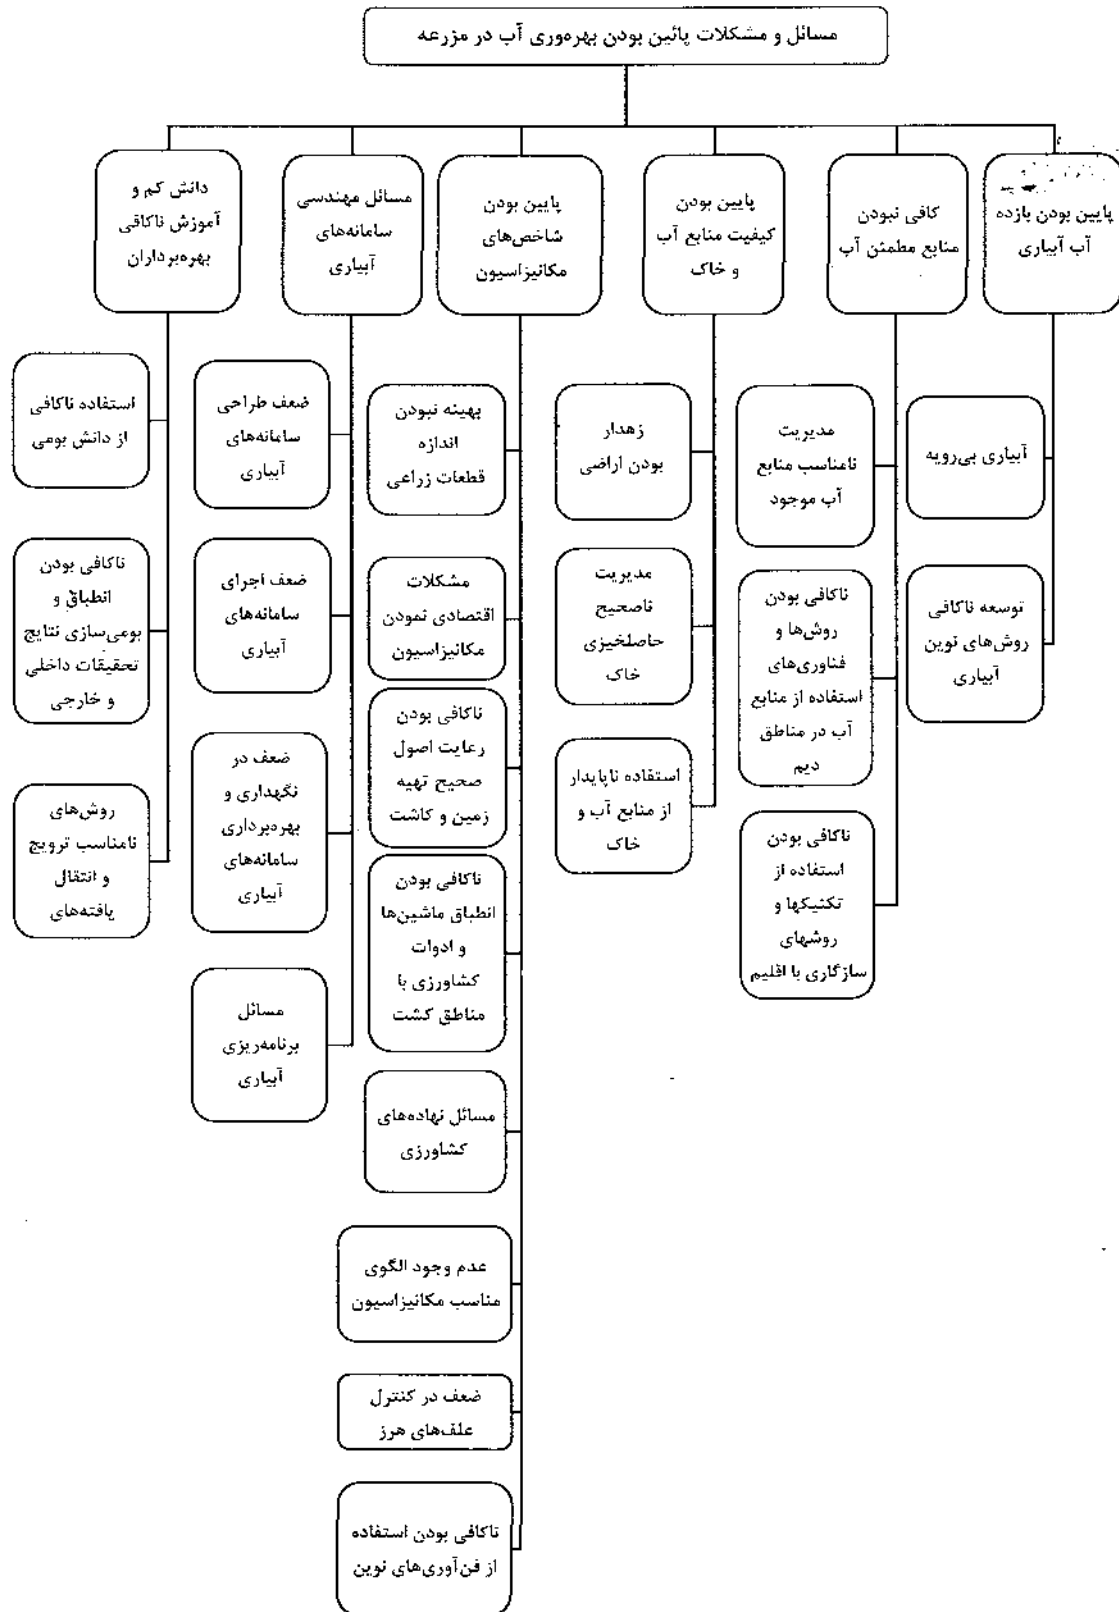 مسائل و مشکلات پائین بودن بهره‌وری آب در مزرعه
پایین بودن بازده
آب آبیاری
آبیاری بی‌رویه
توسعه ناکافی
روش‌های نوین
آبیاری
کافی نبودن
منابع مطمئن آب
مدیریت
نامناسب منابع
آب موجود
ناکافی بودن
روش‌ها و
فناوری‌های
استفاده از منابع
آب در مناطق
دیم
ناکافی بودن
استفاده از
تکنیکها و
روشهای
سازگاری با اقلیم
پایین بودن
کیفیت منابع آب
و خاک
زهدار
بودن اراضی
مدیریت
ناصحیح
حاصلخیزی
خاک
استفاده ناپایدار
از منابع آب و
خاک
پایین بودن
شاخص‌های
مکانیزاسیون
بهینه نبودن
اندازه
قطعات زراعی
مشکلات
اقتصادی نمودن
مکانیزاسیون
ناکافی بودن
رعایت اصول
صحیح تهیه
زمین و کاشت
ناکافی بودن
انطباق ماشین‌ها
و ادوات
کشاورزی با
مناطق کشت
مسائل نهاده‌های
کشاورزی
عدم وجود الگوی
مناسب مکانیزاسیون
ضعف در کنترل
علف‌های هرز
ناکافی بودن استفاده
از فن‌آوری‌های نوین
مسائل مهندسی
سامانه‌های
آبیاری
ضعف طراحی
سامانه‌های
آبیاری
ضعف اجرای
سامانه‌های
آبیاری
ضعف در
نگهداری و
بهره‌برداری
سامانه‌های
آبیاری
مسائل
برنامه‌ریزی
آبیاری
دانش کم و
آموزش ناکافی
بهره‌برداران
استفاده ناکافی
از دانش بومی
ناکافی بودن
انطباق و
بومی‌سازی نتایج
تحقیقات داخلی
و خارجی
روش‌های
نامناسب ترویج
و انتقال
یافته‌های